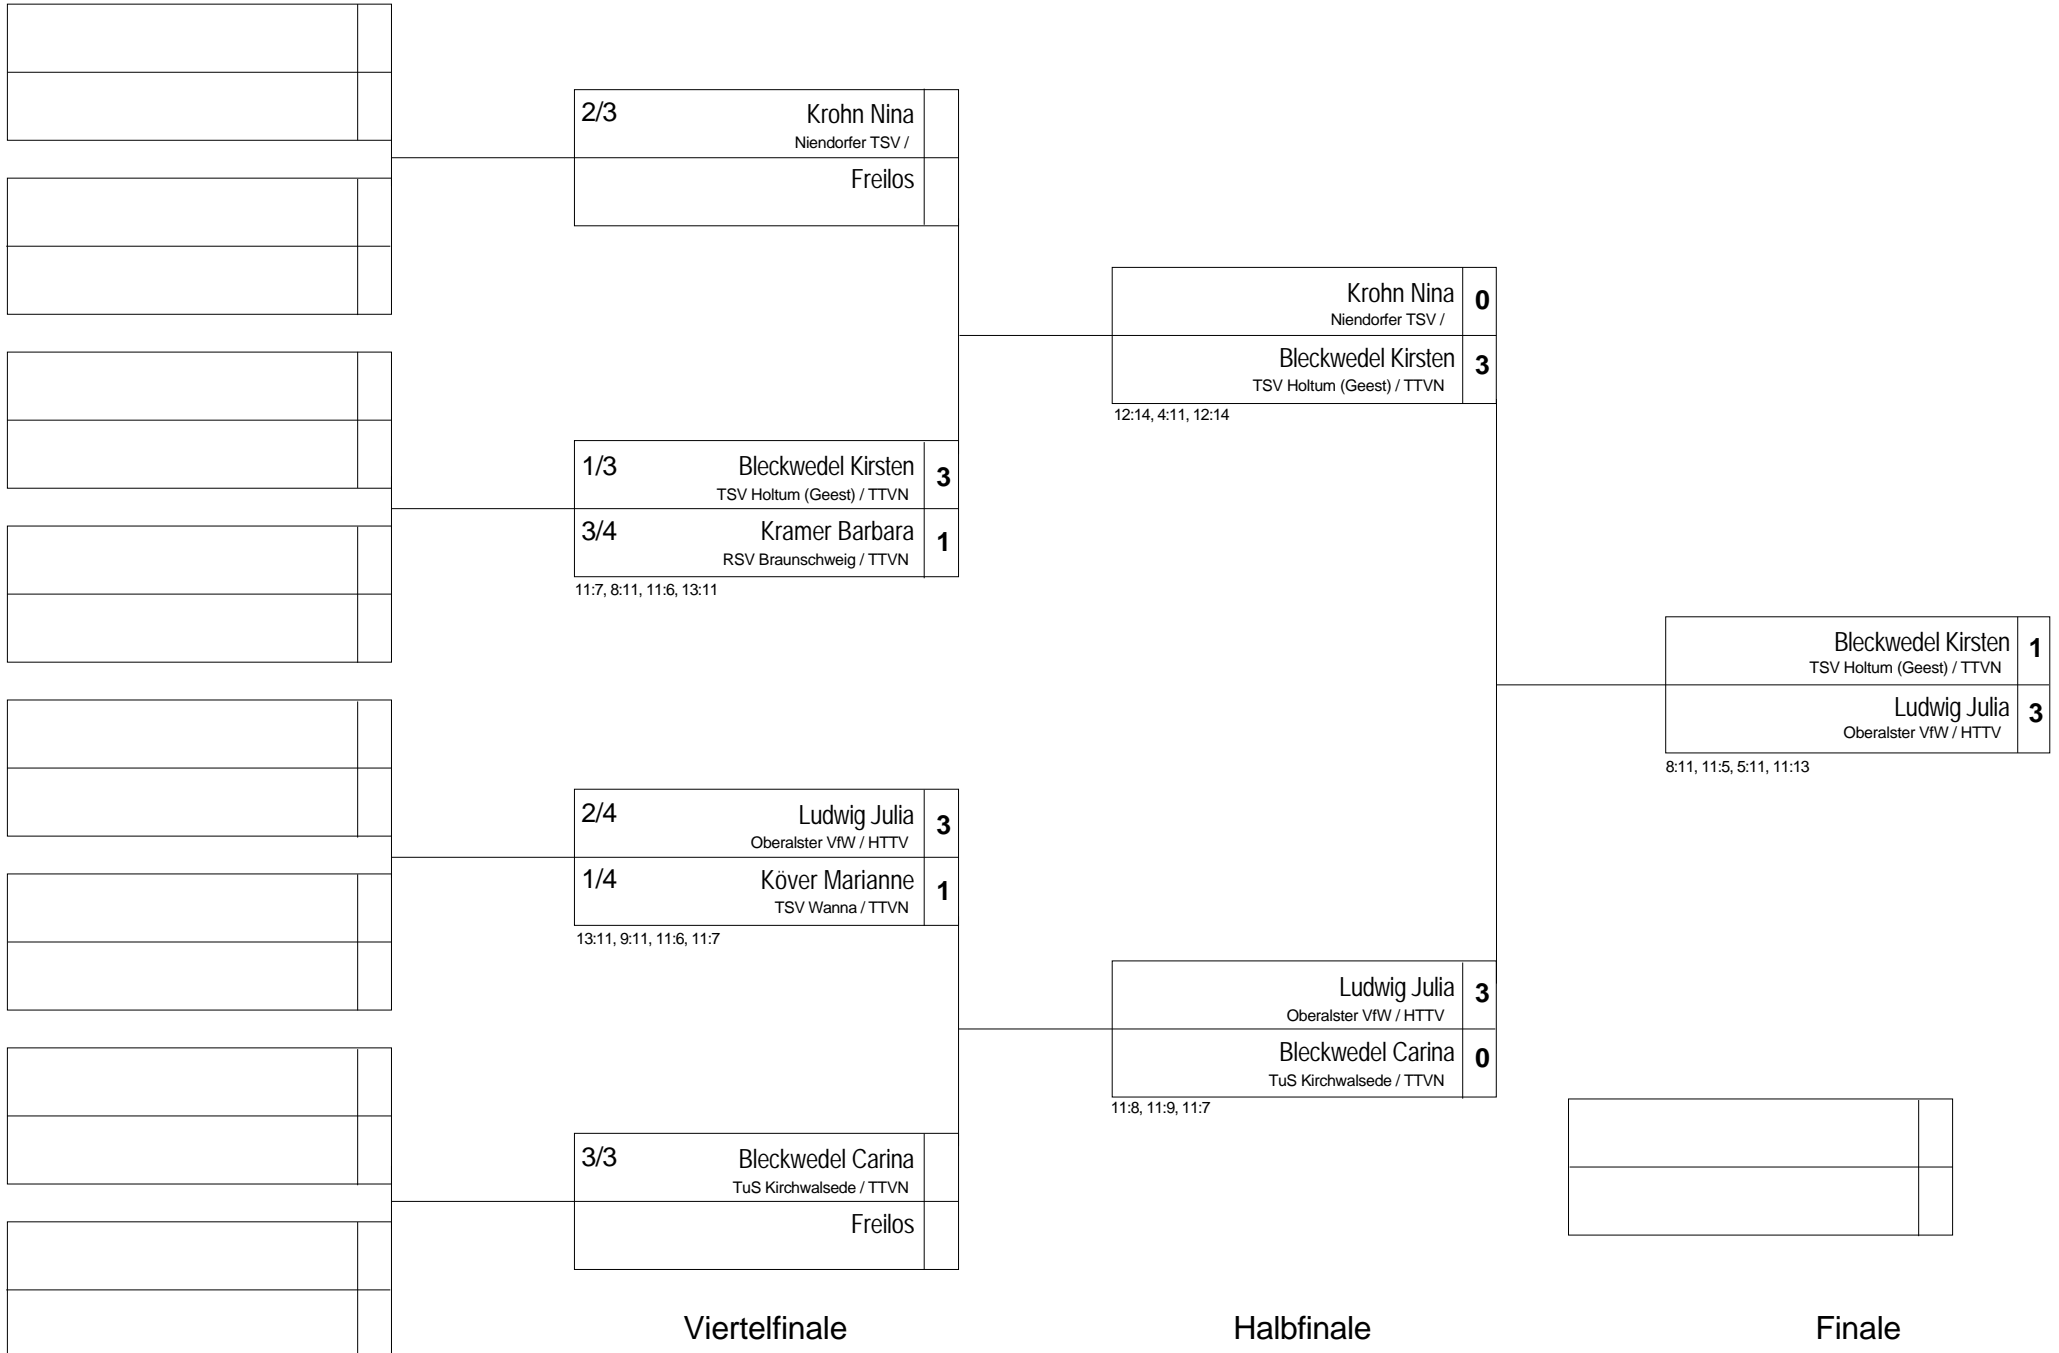 2/3 Krohn Nina
Niendorfer TSV /
Freilos
1/3 Bleckwedel Kirsten 3
TSV Holtum (Geest) / TTVN
3/4 Kramer Barbara 1
RSV Braunschweig / TTVN
11:7, 8:11, 11:6, 13:11
2/4 Ludwig Julia 3
Oberalster VfW / HTTV
1/4 Köver Marianne 1
TSV Wanna / TTVN
13:11, 9:11, 11:6, 11:7
3/3 Bleckwedel Carina
TuS Kirchwalsede / TTVN
Freilos
Viertelfinale
Krohn Nina 0
Niendorfer TSV /
Bleckwedel Kirsten 3
TSV Holtum (Geest) / TTVN
12:14, 4:11, 12:14
Ludwig Julia 3
Oberalster VfW / HTTV
Bleckwedel Carina 0
TuS Kirchwalsede / TTVN
11:8, 11:9, 11:7
Halbfinale
Bleckwedel Kirsten 1
TSV Holtum (Geest) / TTVN
Ludwig Julia 3
Oberalster VfW / HTTV
8:11, 11:5, 5:11, 11:13
Finale